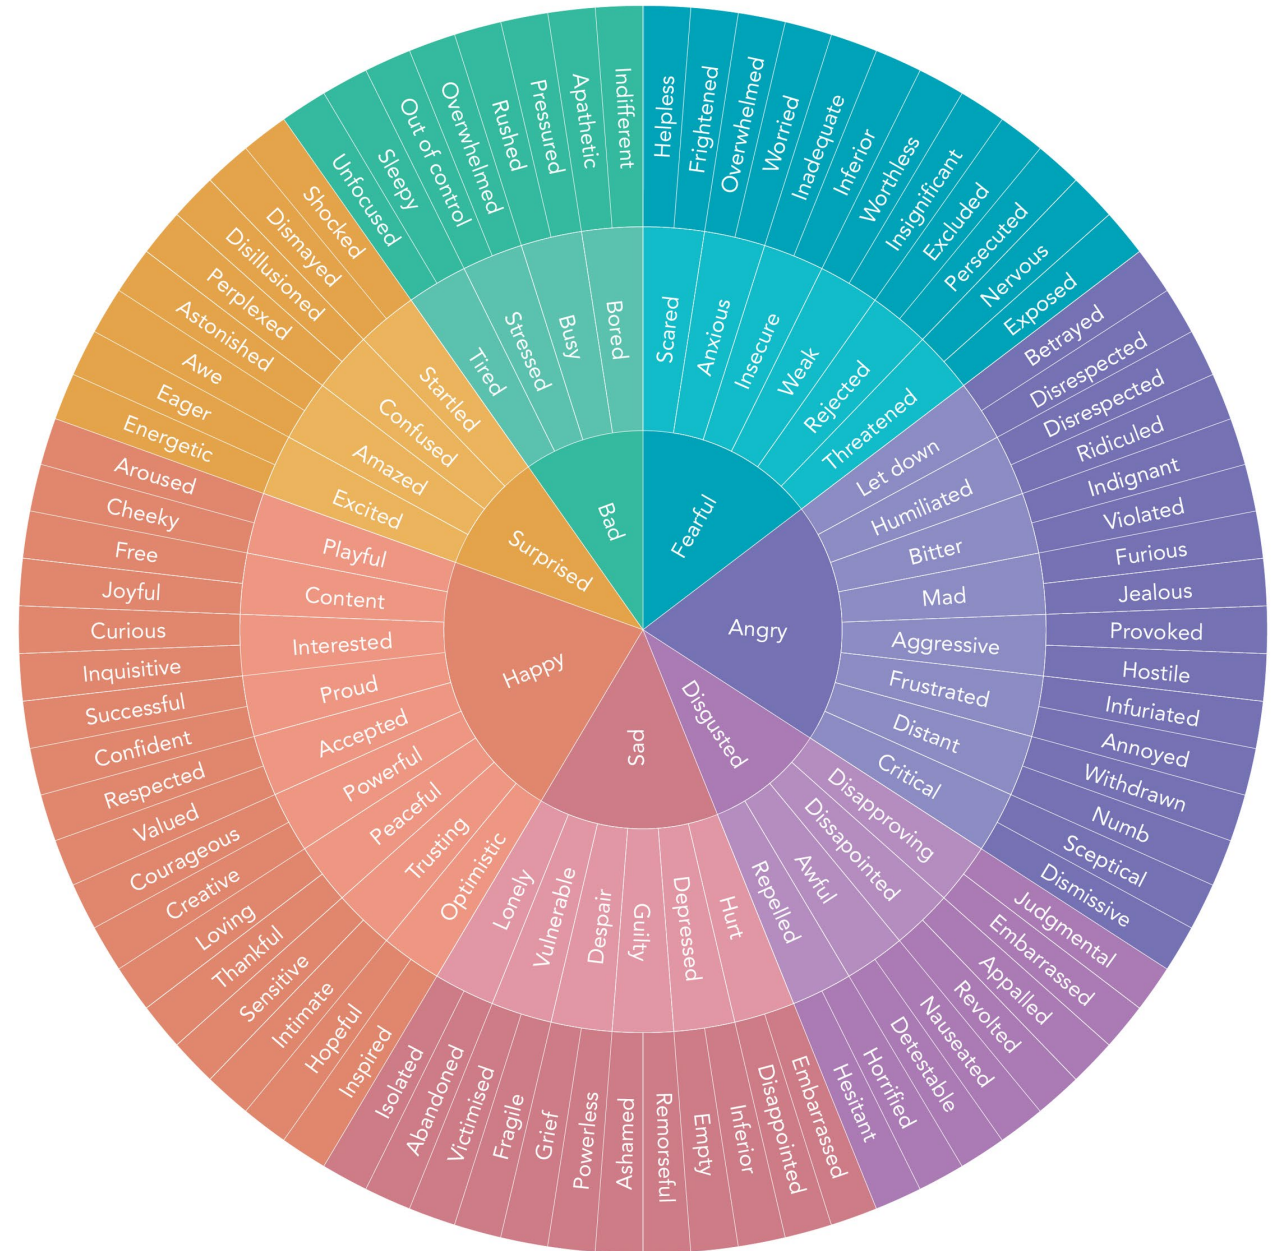 Fearful
Angry
Disgusted
Sad
Happy
Surprised
Bad
Scared
Anxious
Insecure
Weak
Rejected
Threatened
Let down
Humiliated
Bitter
Mad
Aggressive
Frustrated
Distant
Critical
Disapproving
Dissapointed
Awful
Repelled
Hurt
Depressed
Guilty
Despair
Vulnerable
Lonely
Optimistic
Trusting
Peaceful
Powerful
Accepted
Proud
Interested
Content
Playful
Excited
Amazed
Confused
Startled
Tired
Stressed
Busy
Bored
Helpless
Frightened
Overwhelmed
Worried
Inadequate
Inferior
Worthless
Insignificant
Excluded
Persecuted
Nervous
Exposed
Betrayed
Disrespected
Disrespected
Ridiculed
Indignant
Violated
Furious
Jealous
Provoked
Hostile
Infuriated
Annoyed
Withdrawn
Numb
Sceptical
Dismissive
Judgmental
Embarrassed
Appalled
Revolted
Nauseated
Detestable
Horrified
Hesitant
Embarrassed
Disappointed
Inferior
Empty
Remorseful
Ashamed
Powerless
Grief
Fragile
Victimised
Abandoned
Isolated
Inspired
Hopeful
Intimate
Sensitive
Thankful
Loving
Creative
Courageous
Valued
Respected
Confident
Successful
Inquisitive
Curious
Joyful
Free
Cheeky
Aroused
Energetic
Eager
Awe
Astonished
Perplexed
Disillusioned
Dismayed
Shocked
Unfocused
Sleepy
Out of control
Overwhelmed
Rushed
Pressured
Apathetic
Indifferent